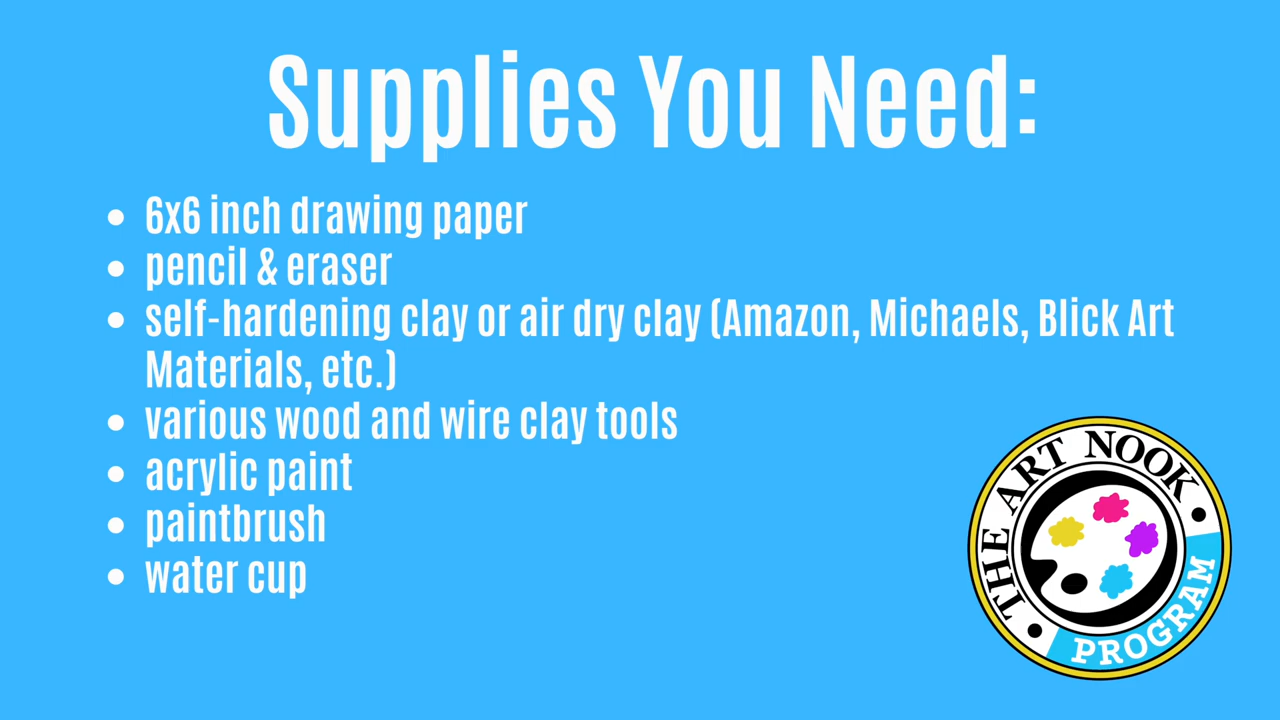 Supplies You Need:
• 6x6 inch drawing paper
• pencil & eraser
• self-hardening clay or air dry clay (Amazon, Michaels, Blick Art
Materials, etc.)
• various wood and wire clay tools
• acrylic paint
• paintbrush
• water cup
• THE ART NOOK •
PROGRAM